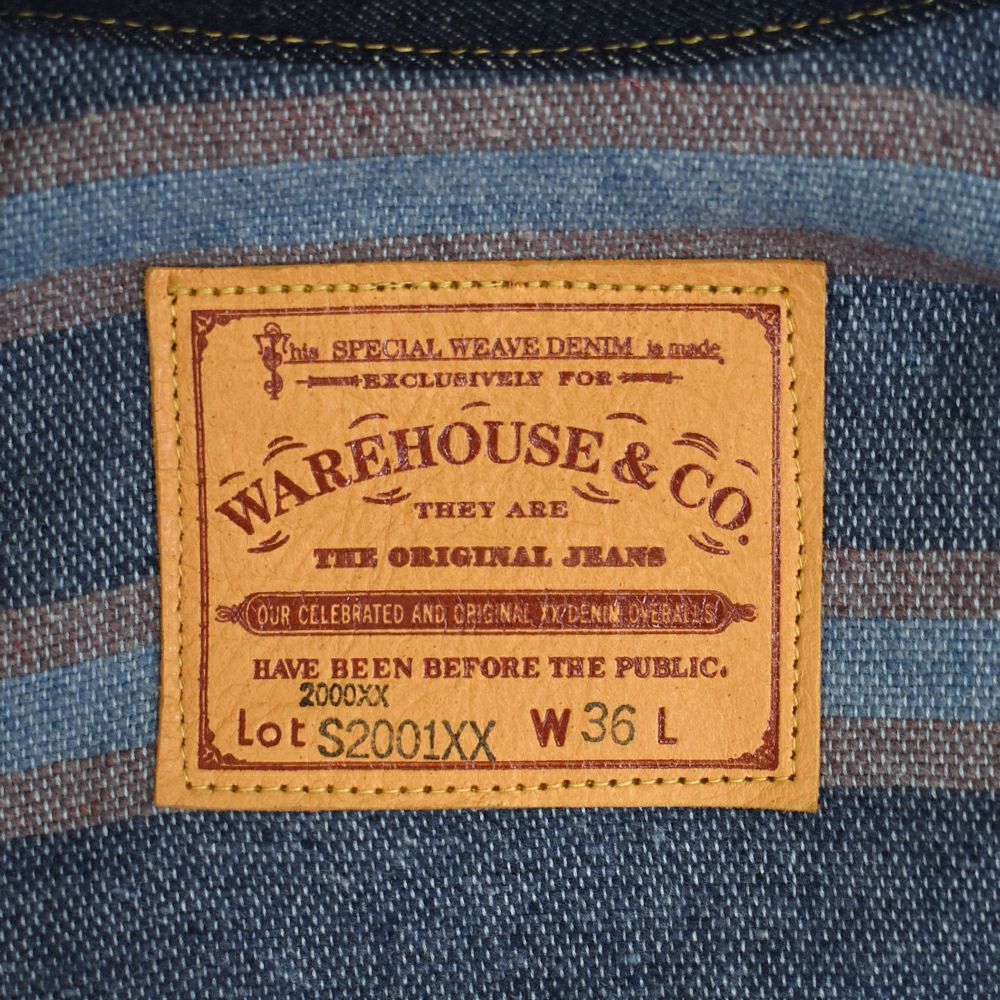 This SPECIAL WEAVE DENIM is made
EXCLUSIVELY FOR
WAREHOUSE & CO.
THEY ARE
THE ORIGINAL JEANS
OUR CELEBRATED AND ORIGINAL XX DENIM OVERALLS
HAVE BEEN BEFORE THE PUBLIC.
2000XX
Lot S2001XX W 36 L